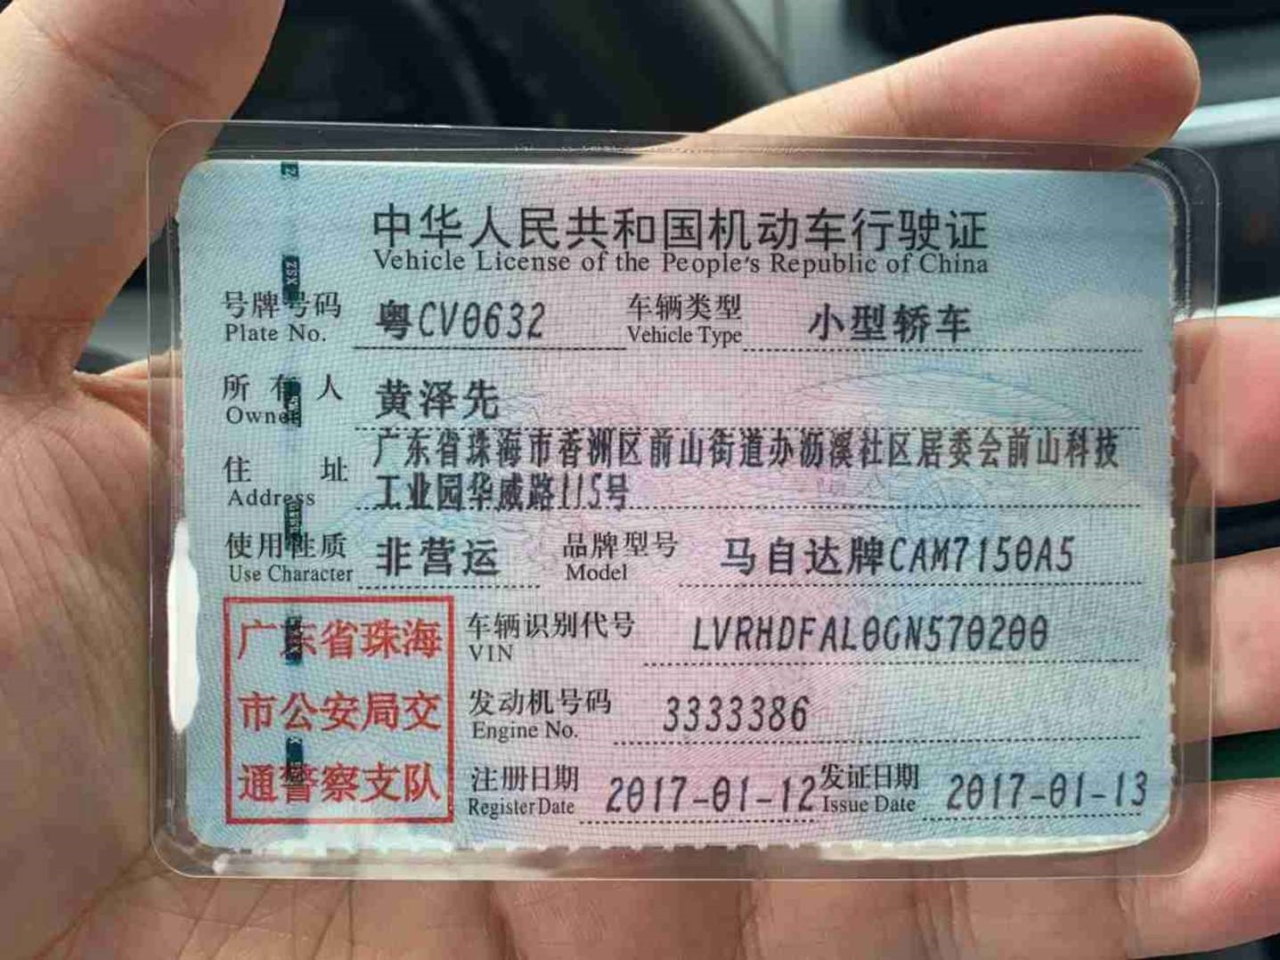 中华人民共和国机动车行驶证
Vehicle License of the People's Republic of China
号牌号码 粤CV0632 车辆类型 小型轿车
Plate No. Vehicle Type
所有人 黄泽先
Owner
住址 广东省珠海市香洲区前山街道办沥溪社区居委会前山科技
Address 工业园华威路115号
使用性质 非营运 品牌型号 马自达牌CAM7150A5
Use Character Model
广东省珠海
市公安局交
通警察支队
车辆识别代号 LVRHDFAL0GN570200
VIN
发动机号码 3333386
Engine No.
注册日期 2017-01-12 发证日期 2017-01-13
Register Date Issue Date